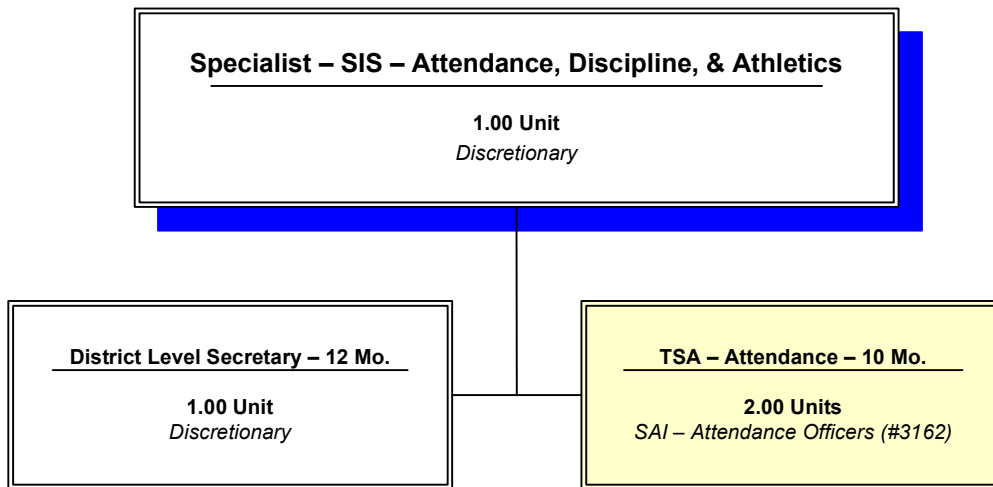 Specialist – SIS – Attendance, Discipline, & Athletics
1.00 Unit
Discretionary
District Level Secretary – 12 Mo.
1.00 Unit
Discretionary
TSA – Attendance – 10 Mo.
2.00 Units
SAI – Attendance Officers (#3162)